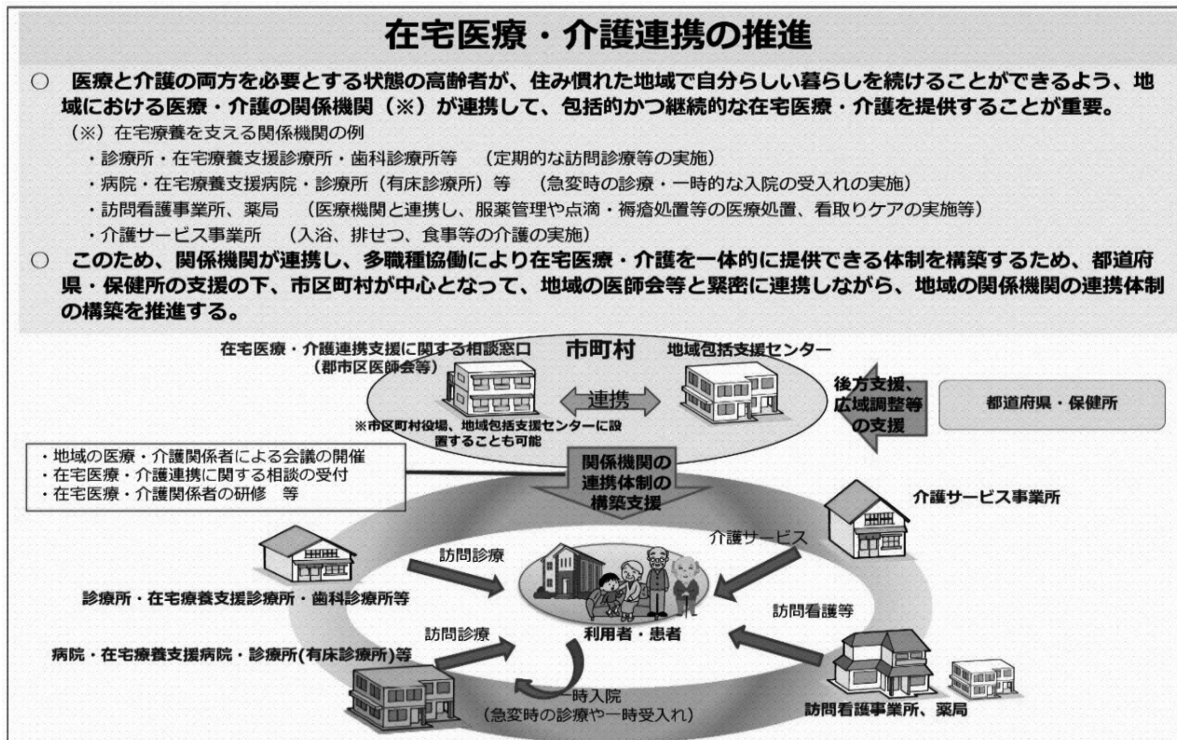 在宅医療・介護連携の推進
○ 医療と介護の両方を必要とする状態の高齢者が、住み慣れた地域で自分らしい暮らしを続けることができるよう、地
域における医療・介護の関係機関（※）が連携して、包括的かつ継続的な在宅医療・介護を提供することが重要。
（※）在宅療養を支える関係機関の例
・診療所・在宅療養支援診療所・歯科診療所等 （定期的な訪問診療等の実施）
・病院・在宅療養支援病院・診療所（有床診療所）等 （急変時の診療・一時的な入院の受入れの実施）
・訪問看護事業所、薬局 （医療機関と連携し、服薬管理や点滴・褥瘡処置等の医療処置、看取りケアの実施等）
・介護サービス事業所 （入浴、排せつ、食事等の介護の実施）
○ このため、関係機関が連携し、多職種協働により在宅医療・介護を一体的に提供できる体制を構築するため、都道府
県・保健所の支援の下、市区町村が中心となって、地域の医師会等と緊密に連携しながら、地域の関係機関の連携体制
の構築を推進する。
市町村
在宅医療・介護連携支援に関する相談窓口
（郡市区医師会等）
地域包括支援センター
連携
※市区町村役場、地域包括支援センターに設
置することも可能
後方支援、
広域調整等
の支援
都道府県・保健所
・地域の医療・介護関係者による会議の開催
・在宅医療・介護連携に関する相談の受付
・在宅医療・介護関係者の研修 等
関係機関の
連携体制の
構築支援
介護サービス事業所
訪問診療
介護サービス
診療所・在宅療養支援診療所・歯科診療所等
利用者・患者
訪問看護等
訪問診療
病院・在宅療養支援病院・診療所(有床診療所)等
一時入院
（急変時の診療や一時受入れ）
訪問看護事業所、薬局